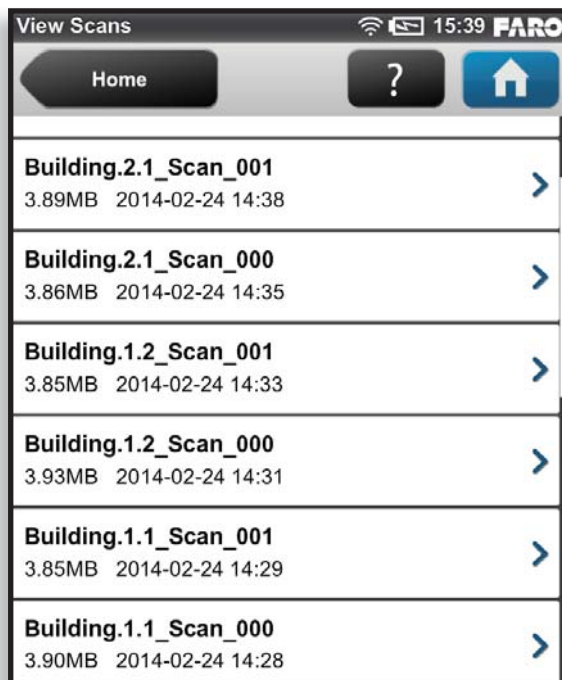 View Scans 15:39 FARO
Home ?
Building.2.1_Scan_001
3.89MB 2014-02-24 14:38
Building.2.1_Scan_000
3.86MB 2014-02-24 14:35
Building.1.2_Scan_001
3.85MB 2014-02-24 14:33
Building.1.2_Scan_000
3.93MB 2014-02-24 14:31
Building.1.1_Scan_001
3.85MB 2014-02-24 14:29
Building.1.1_Scan_000
3.90MB 2014-02-24 14:28